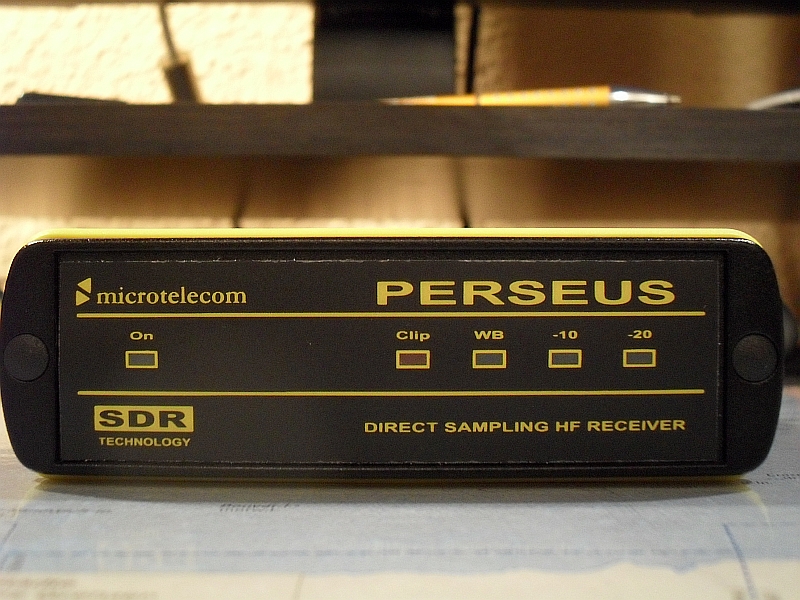 microtelecom PERSEUS
On Clip WB -10 -20
SDR
TECHNOLOGY
DIRECT SAMPLING HF RECEIVER